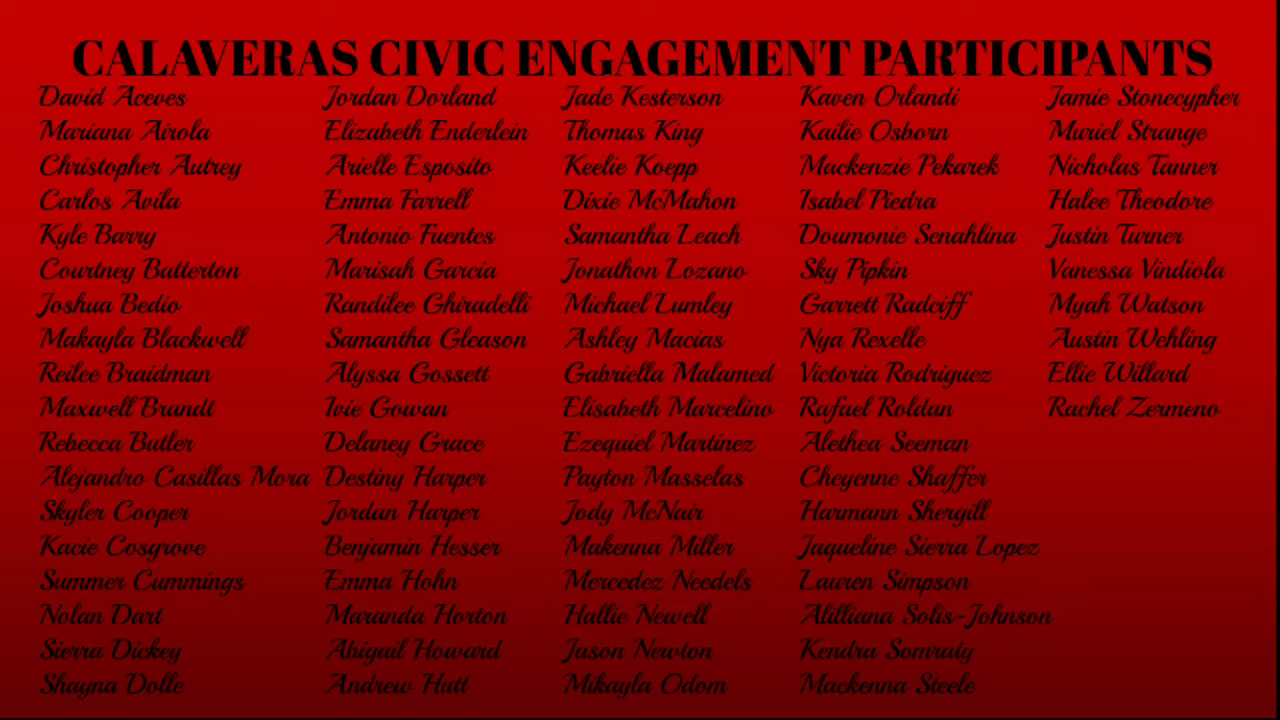 CALAVERAS CIVIC ENGAGEMENT PARTICIPANTS
David Aceves
Mariana Airola
Christopher Autrey
Carlos Avila
Kyle Barry
Courtney Batterton
Joshua Bedio
Makayla Blackwell
Reilee Braidman
Maxwell Brandt
Rebecca Butler
Alejandro Casillas Mora
Skyler Cooper
Kacie Cosgrove
Summer Cummings
Nolan Dart
Sierra Dickey
Shayna Dolle
Jordan Dorland
Elizabeth Enderlein
Arielle Esposito
Emma Farrell
Antonio Fuentes
Marisah Garcia
Randilee Ghiradelli
Samantha Gleason
Alyssa Gossett
Ivie Gowan
Delaney Grace
Destiny Harper
Jordan Harper
Benjamin Hesser
Emma Hohn
Maranda Horton
Abigail Howard
Andrew Hutt
Jade Kesterson
Thomas King
Keelie Koepp
Dixie McMahon
Samantha Leach
Jonathon Lozano
Michael Lumley
Ashley Macias
Gabriella Malamed
Elisabeth Marcelino
Ezequiel Martinez
Payton Masselas
Jody McNair
Makenna Miller
Mercedez Needels
Hallie Newell
Jason Newton
Mikayla Odom
Kaven Orlandi
Kailie Osborn
Mackenzie Pekarek
Isabel Piedra
Doumonie Senahlina
Sky Pipkin
Garrett Radciff
Nya Rexelle
Victoria Rodriguez
Rafael Roldan
Alethea Seeman
Cheyenne Shaffer
Harmann Shergill
Jaqueline Sierra Lopez
Lauren Simpson
Alilliana Solis-Johnson
Kendra Somraty
Mackenna Steele
Jamie Stonecypher
Muriel Strange
Nicholas Tanner
Halee Theodore
Justin Turner
Vanessa Vindiola
Myah Watson
Austin Wehling
Ellie Willard
Rachel Zermeno